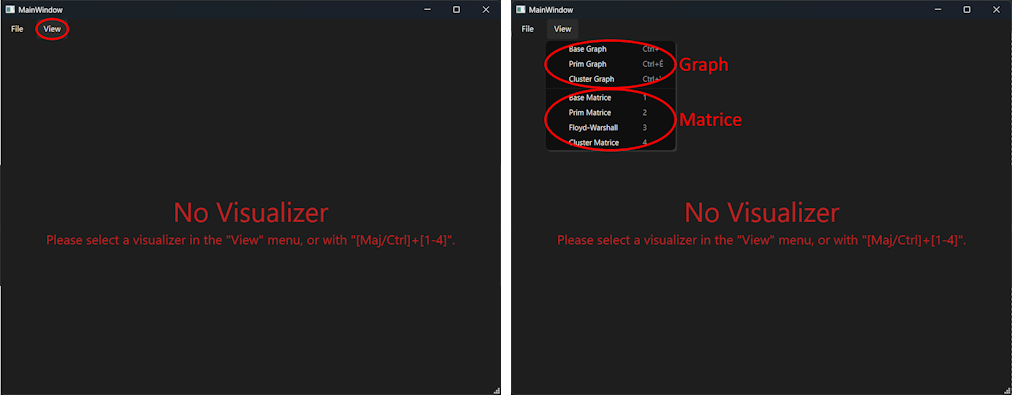 MainWindow
File View
No Visualizer
Please select a visualizer in the "View" menu, or with "[Maj/Ctrl]+[1-4]".
MainWindow
File View
Base Graph Ctrl+
Prim Graph Ctrl+É
Cluster Graph Ctrl+
Graph
Base Matrice 1
Prim Matrice 2
Floyd-Warshall 3
Cluster Matrice 4
Matrice
No Visualizer
Please select a visualizer in the "View" menu, or with "[Maj/Ctrl]+[1-4]".